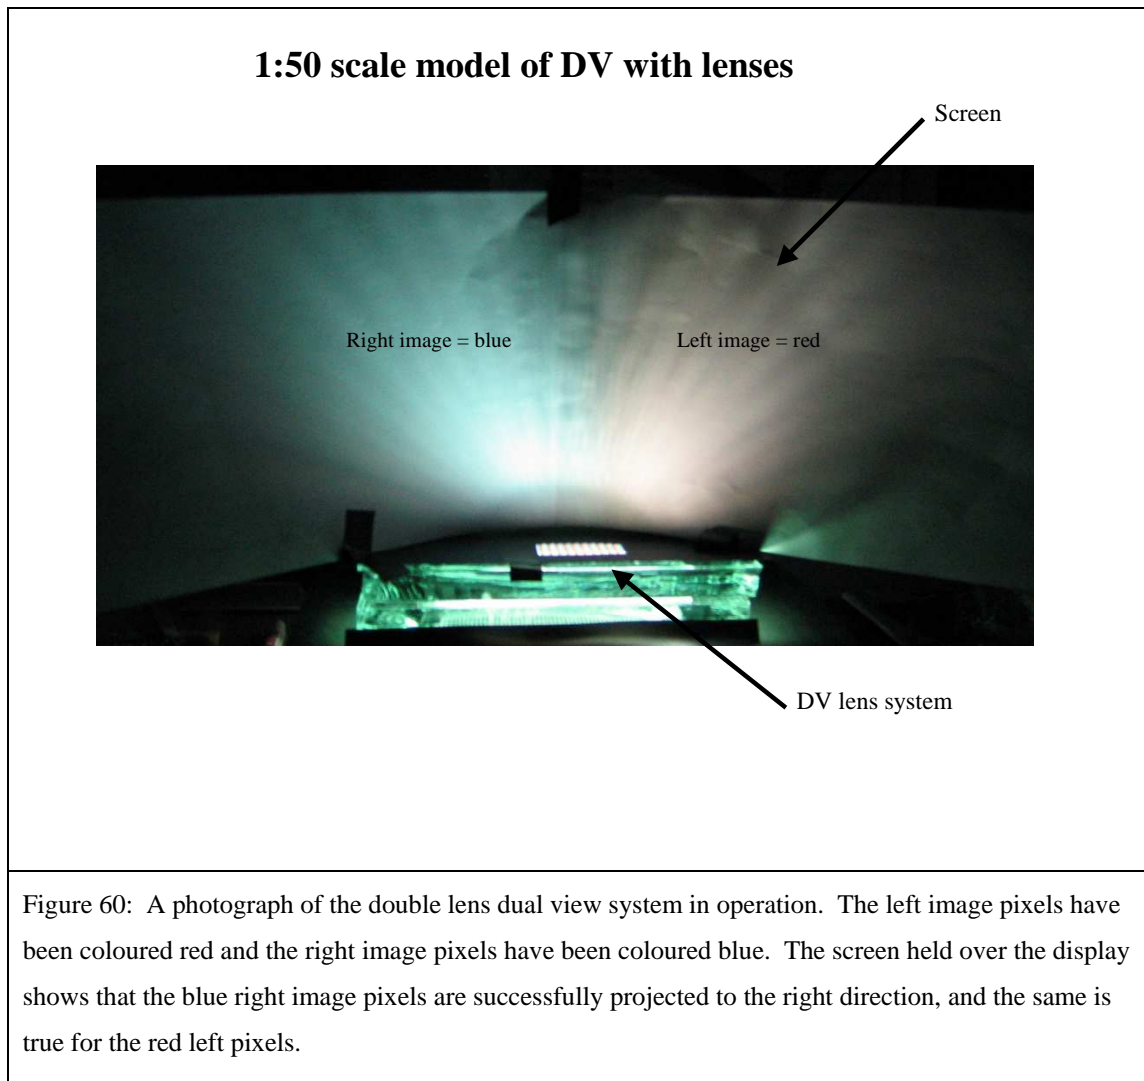 1:50 scale model of DV with lenses
Screen
Right image = blue
Left image = red
DV lens system
Figure 60:  A photograph of the double lens dual view system in operation.  The left image pixels have
been coloured red and the right image pixels have been coloured blue.  The screen held over the display
shows that the blue right image pixels are successfully projected to the right direction, and the same is
true for the red left pixels.